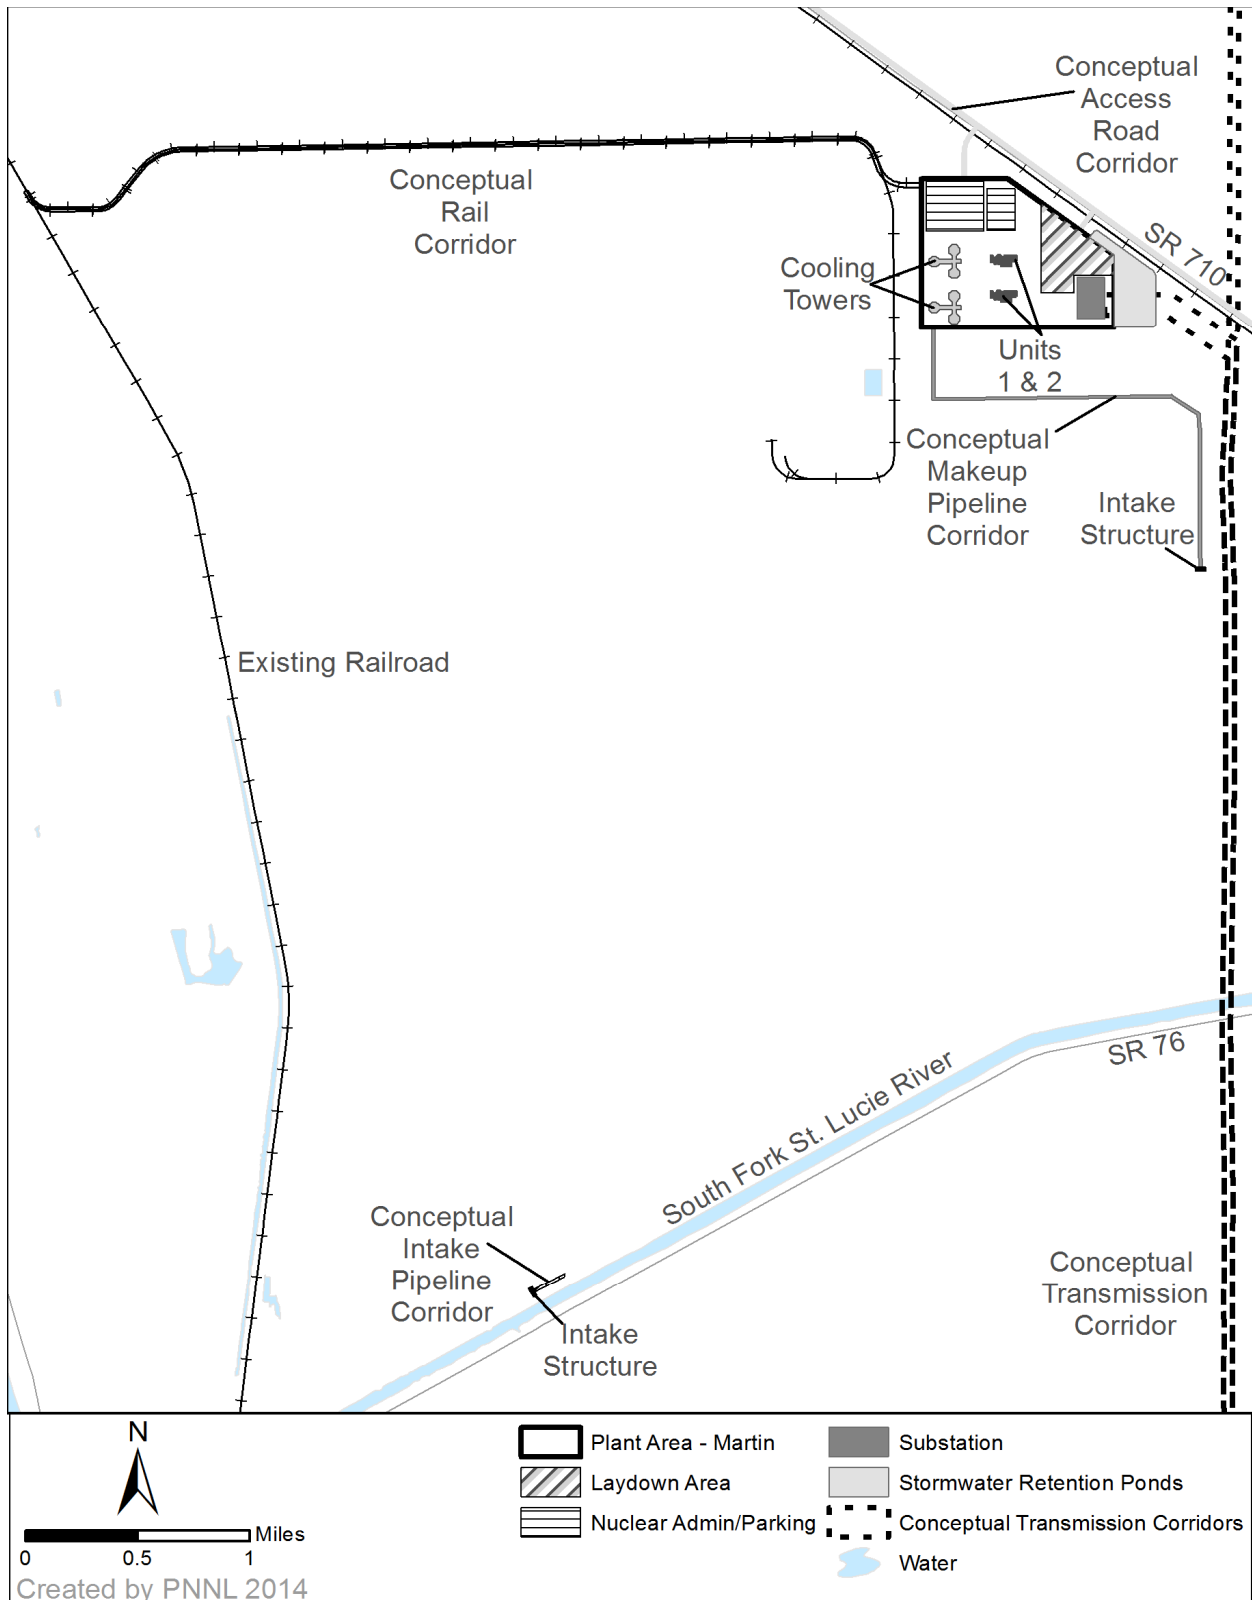 Conceptual
Access
Road
Corridor
Conceptual
Rail
Corridor
SR 710
Cooling
Towers
Units
1 & 2
Conceptual
Makeup
Pipeline
Corridor
Intake
Structure
Existing Railroad
SR 76
South Fork St. Lucie River
Conceptual
Intake
Pipeline
Corridor
Intake
Structure
Conceptual
Transmission
Corridor
N
Miles
0 0.5 1
Created by PNNL 2014
Plant Area - Martin
Laydown Area
Nuclear Admin/Parking
Substation
Stormwater Retention Ponds
Conceptual Transmission Corridors
Water